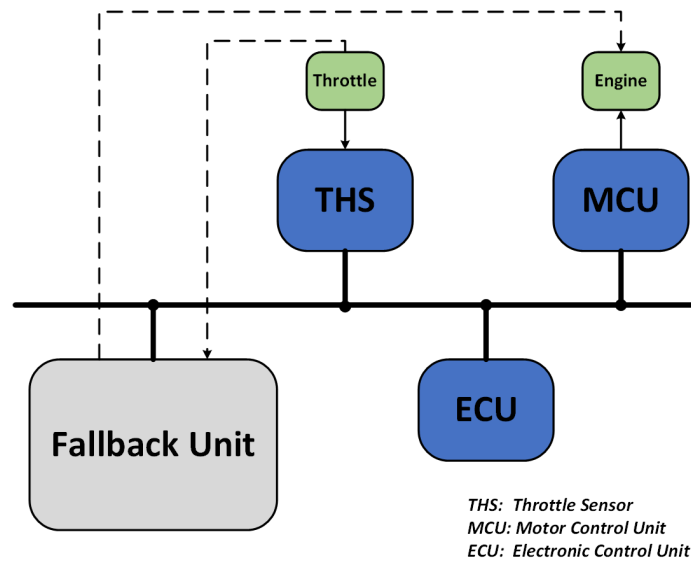 Throttle
Engine
THS
MCU
Fallback Unit
ECU
THS: Throttle Sensor
MCU: Motor Control Unit
ECU: Electronic Control Unit